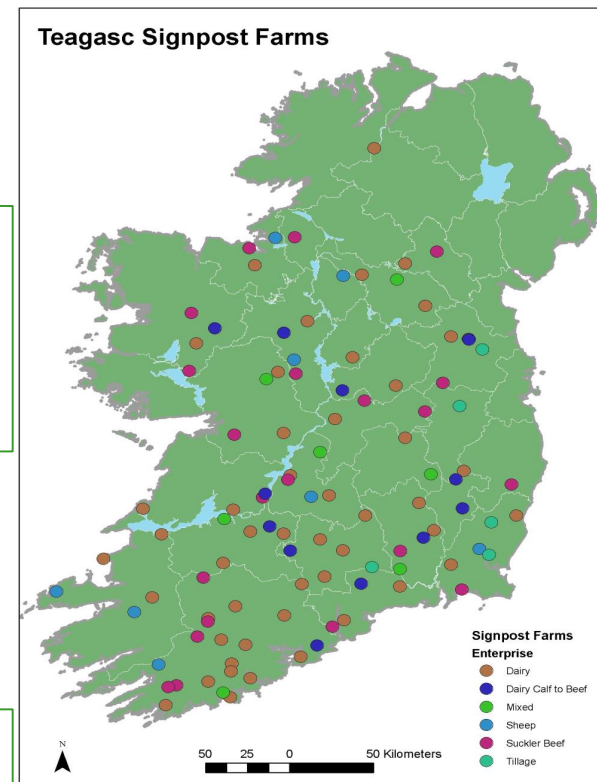 Teagasc Signpost Farms
Signpost Farms
Enterprise
Dairy
Dairy Calf to Beef
Mixed
Sheep
Suckler Beef
Tillage
N
50 25 0 50 Kilometers